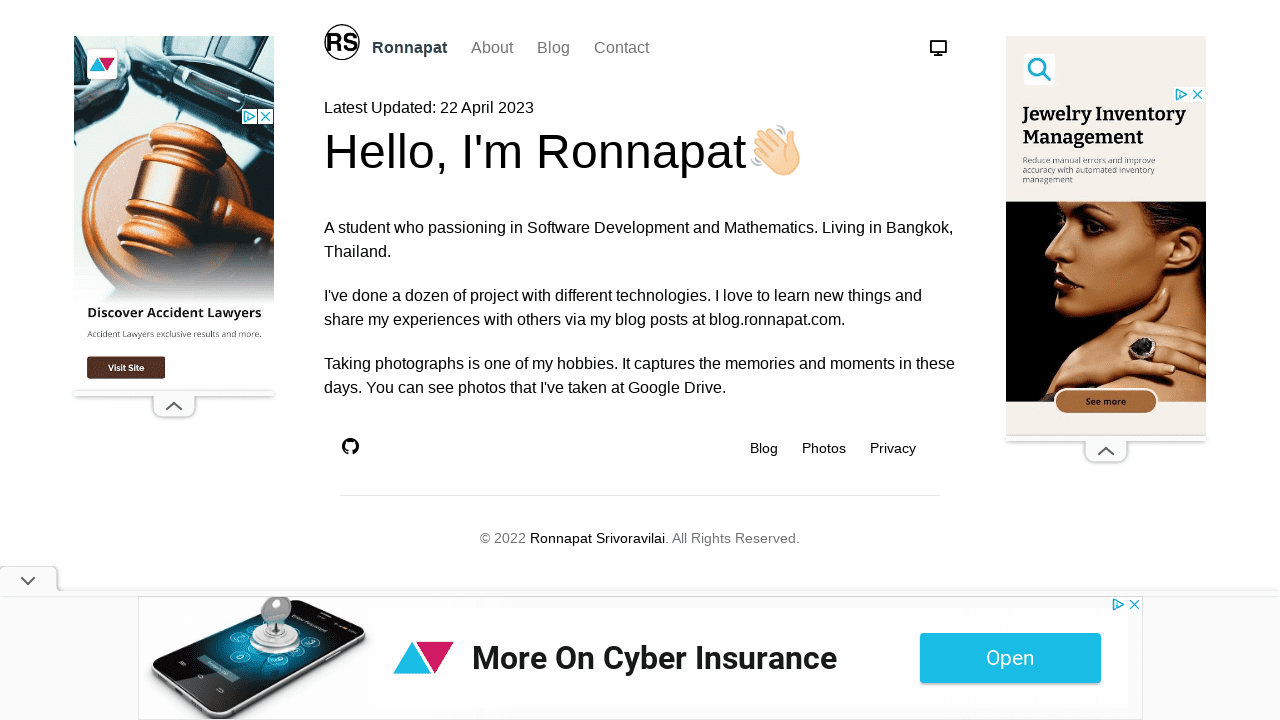 RS
Ronnapat About Blog Contact
Latest Updated: 22 April 2023
Hello, I'm Ronnapat
A student who passioning in Software Development and Mathematics. Living in Bangkok,
Thailand.
I've done a dozen of project with different technologies. I love to learn new things and
share my experiences with others via my blog posts at blog.ronnapat.com.
Taking photographs is one of my hobbies. It captures the memories and moments in these
days. You can see photos that I've taken at Google Drive.
Blog Photos Privacy
© 2022 Ronnapat Srivoravilai. All Rights Reserved.
Discover Accident Lawyers
Accident Lawyers exclusive results and more.
Visit Site
Jewelry Inventory
Management
Reduce manual errors and improve
accuracy with automated inventory
management
See more
More On Cyber Insurance
Open